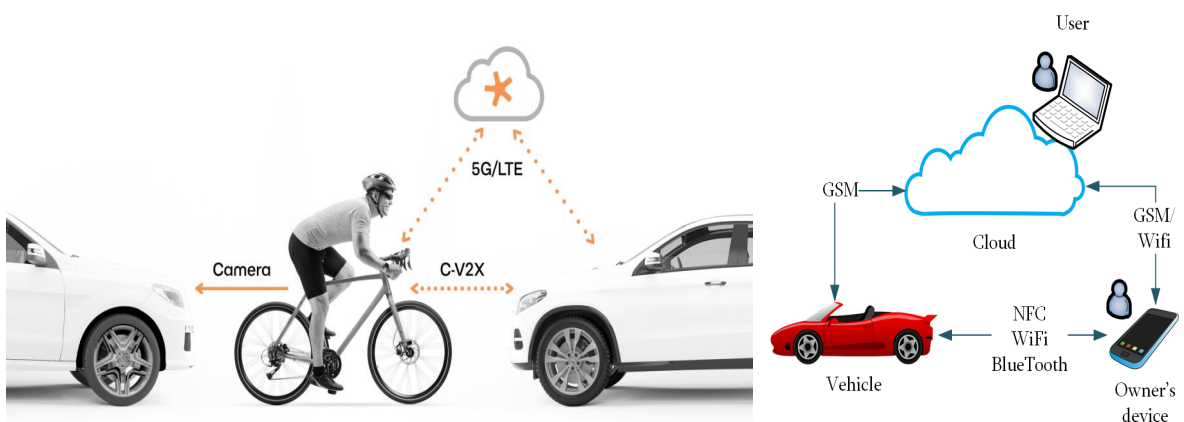 5G/LTE
Camera
C-V2X
User
GSM
Cloud
GSM/
Wifi
NFC
WiFi
BlueTooth
Vehicle
Owner's
device